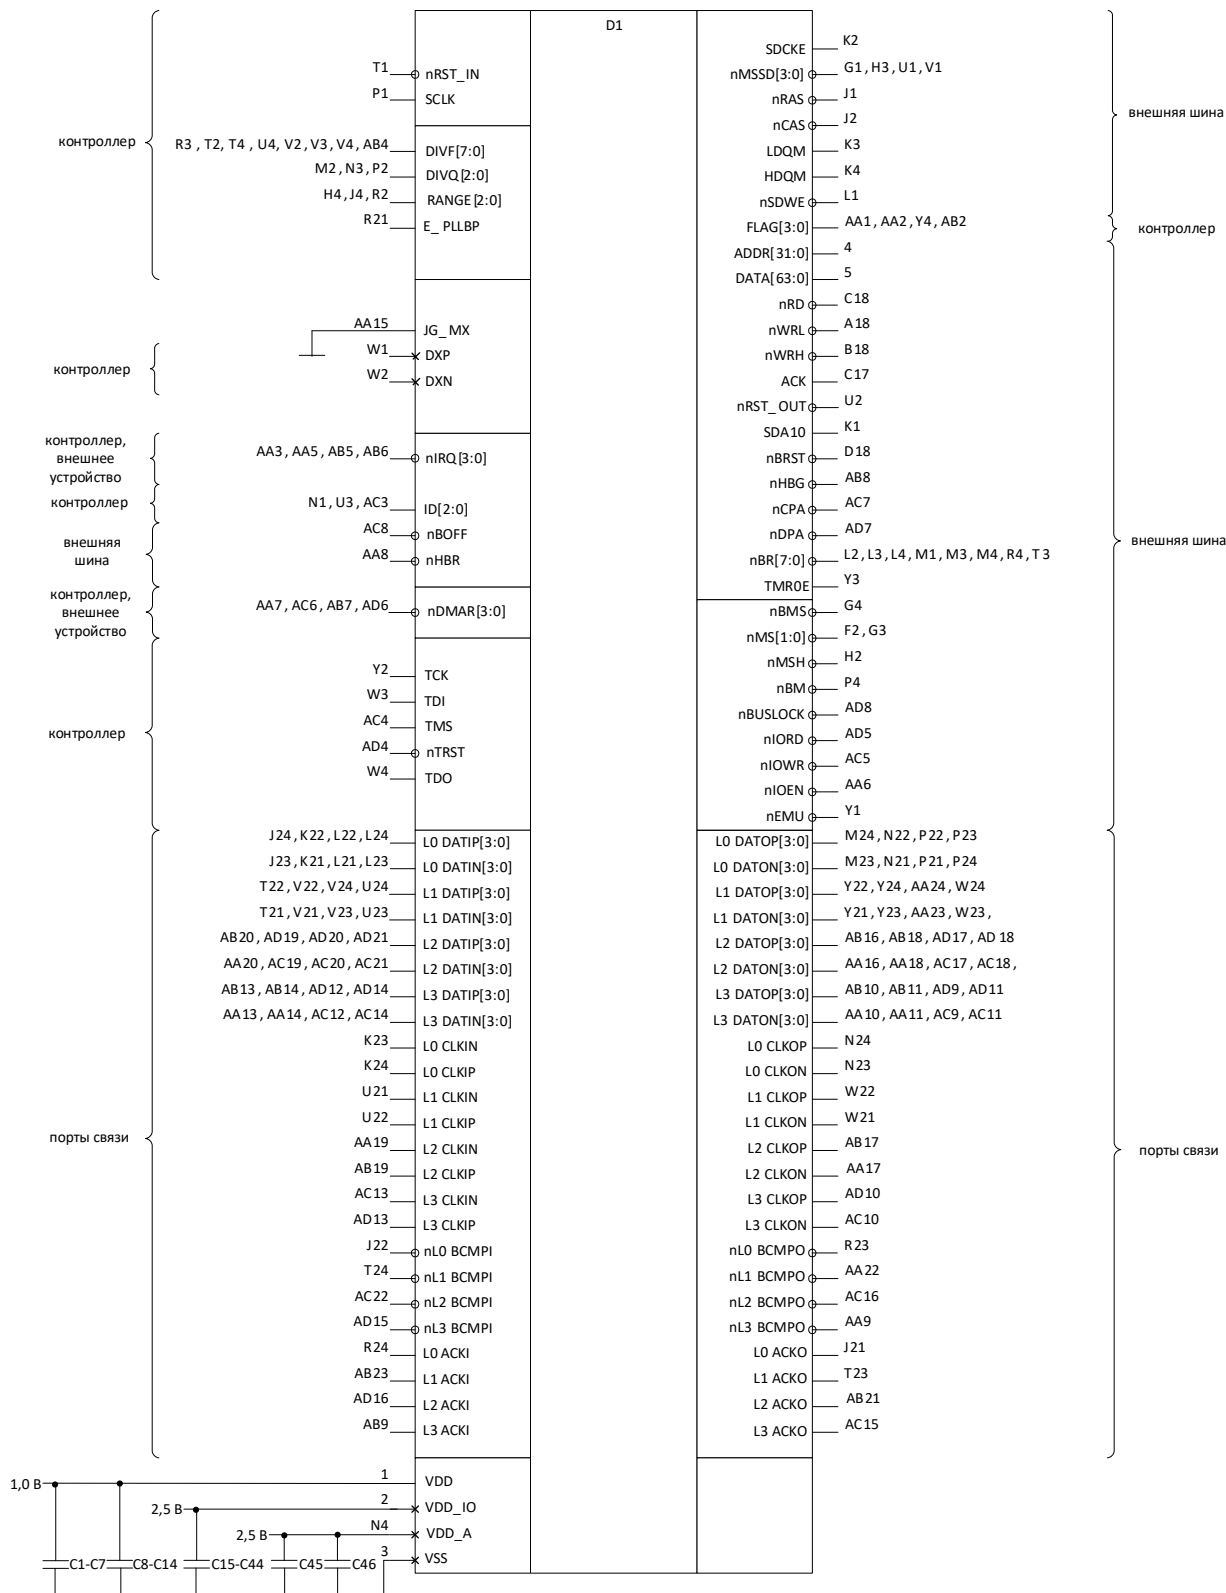 D1
контроллер
T1 nRST_IN
P1 SCLK
R3, T2, T4, U4, V2, V3, V4, AB4 DIVF[7:0]
M2, N3, P2 DIVQ[2:0]
H4, J4, R2 RANGE[2:0]
R21 E_PLLBP
AA15 JG_MX
контроллер
W1 DXP
W2 DXN
контроллер,
внешнее
устройство
AA3, AA5, AB5, AB6 nIRQ[3:0]
контроллер
N1, U3, AC3 ID[2:0]
внешняя
шина
AC8 nBOFF
AA8 nHBR
контроллер,
внешнее
устройство
AA7, AC6, AB7, AD6 nDMAR[3:0]
контроллер
Y2 TCK
W3 TDI
AC4 TMS
AD4 nTRST
W4 TDO
порты связи
J24, K22, L22, L24 L0 DATIP[3:0]
J23, K21, L21, L23 L0 DATIN[3:0]
T22, V22, V24, U24 L1 DATIP[3:0]
T21, V21, V23, U23 L1 DATIN[3:0]
AB20, AD19, AD20, AD21 L2 DATIP[3:0]
AA20, AC19, AC20, AC21 L2 DATIN[3:0]
AB13, AB14, AD12, AD14 L3 DATIP[3:0]
AA13, AA14, AC12, AC14 L3 DATIN[3:0]
K23 L0 CLKIN
K24 L0 CLKIP
U21 L1 CLKIN
U22 L1 CLKIP
AA19 L2 CLKIN
AB19 L2 CLKIP
AC13 L3 CLKIN
AD13 L3 CLKIP
J22 nL0 BCMPI
T24 nL1 BCMPI
AC22 nL2 BCMPI
AD15 nL3 BCMPI
R24 L0 ACKI
AB23 L1 ACKI
AD16 L2 ACKI
AB9 L3 ACKI
1,0 В 1 VDD
2,5 В 2 VDD_IO
2,5 В N4 VDD_A
3 VSS
C1-C7 C8-C14 C15-C44 C45 C46
внешняя шина
SDCKE K2
nMSSD[3:0] G1, H3, U1, V1
nRAS J1
nCAS J2
LDQM K3
HDQM K4
nSDWE L1
контроллер
FLAG[3:0] AA1, AA2, Y4, AB2
внешняя шина
ADDR[31:0] 4
DATA[63:0] 5
nRD C18
nWRL A18
nWRH B18
ACK C17
nRST_OUT U2
SDA10 K1
nBRST D18
nHBG AB8
nCPA AC7
nDPA AD7
nBR[7:0] L2, L3, L4, M1, M3, M4, R4, T3
TMR0E Y3
nBMS G4
nMS[1:0] F2, G3
nMSH H2
nBM P4
nBUSLOCK AD8
nIORD AD5
nIOWR AC5
nIOEN AA6
nEMU Y1
порты связи
L0 DATOP[3:0] M24, N22, P22, P23
L0 DATON[3:0] M23, N21, P21, P24
L1 DATOP[3:0] Y22, Y24, AA24, W24
L1 DATON[3:0] Y21, Y23, AA23, W23,
L2 DATOP[3:0] AB16, AB18, AD17, AD18
L2 DATON[3:0] AA16, AA18, AC17, AC18,
L3 DATOP[3:0] AB10, AB11, AD9, AD11
L3 DATON[3:0] AA10, AA11, AC9, AC11
L0 CLKOP N24
L0 CLKON N23
L1 CLKOP W22
L1 CLKON W21
L2 CLKOP AB17
L2 CLKON AA17
L3 CLKOP AD10
L3 CLKON AC10
nL0 BCMPO R23
nL1 BCMPO AA22
nL2 BCMPO AC16
nL3 BCMPO AA9
L0 ACKO J21
L1 ACKO T23
L2 ACKO AB21
L3 ACKO AC15